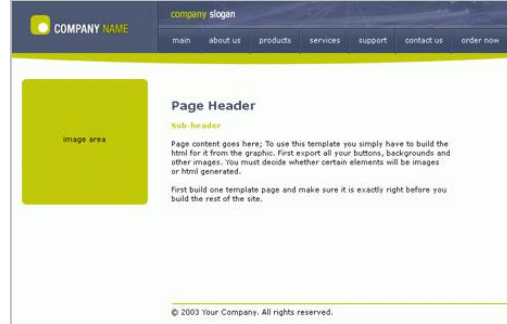 company slogan
COMPANY NAME
main about us products services support contact us order now
Page Header
image area
Sub-header
Page content goes here; To use this template you simply have to build the
html for it from the graphic. First export all your buttons, backgrounds and
other images. You must decide whether certain elements will be images
or html generated.
First build one template page and make sure it is exactly right before you
build the rest of the site.
© 2003 Your Company. All rights reserved.